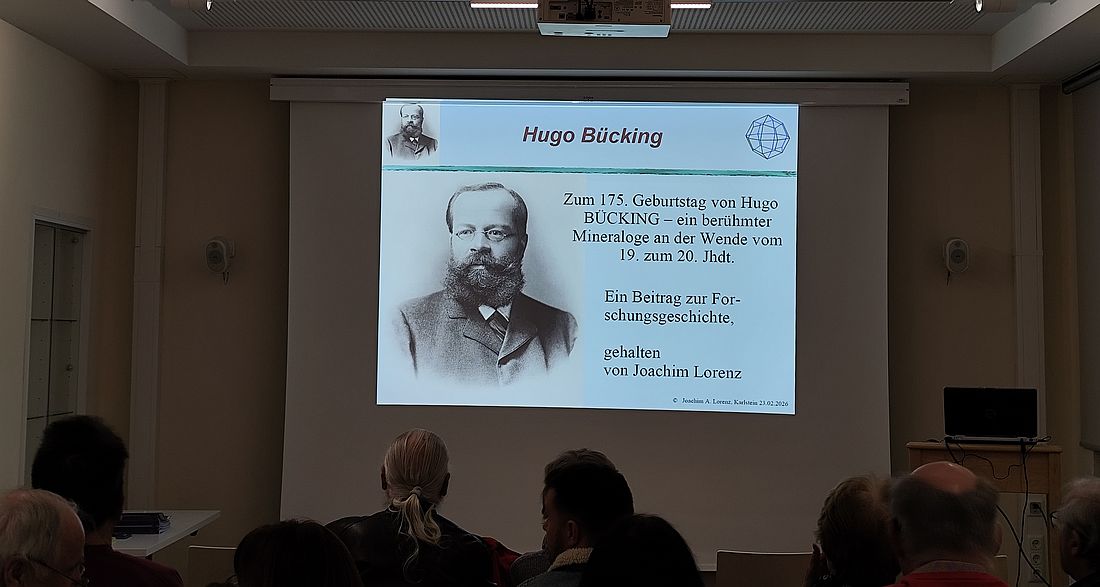 Hugo Bücking
Zum 175. Geburtstag von Hugo
BÜCKING – ein berühmter
Mineraloge an der Wende vom
19. zum 20. Jhdt.
Ein Beitrag zur For-
schungsgeschichte,
gehalten
von Joachim Lorenz
© Joachim A. Lorenz, Karlstein 23.02.2026